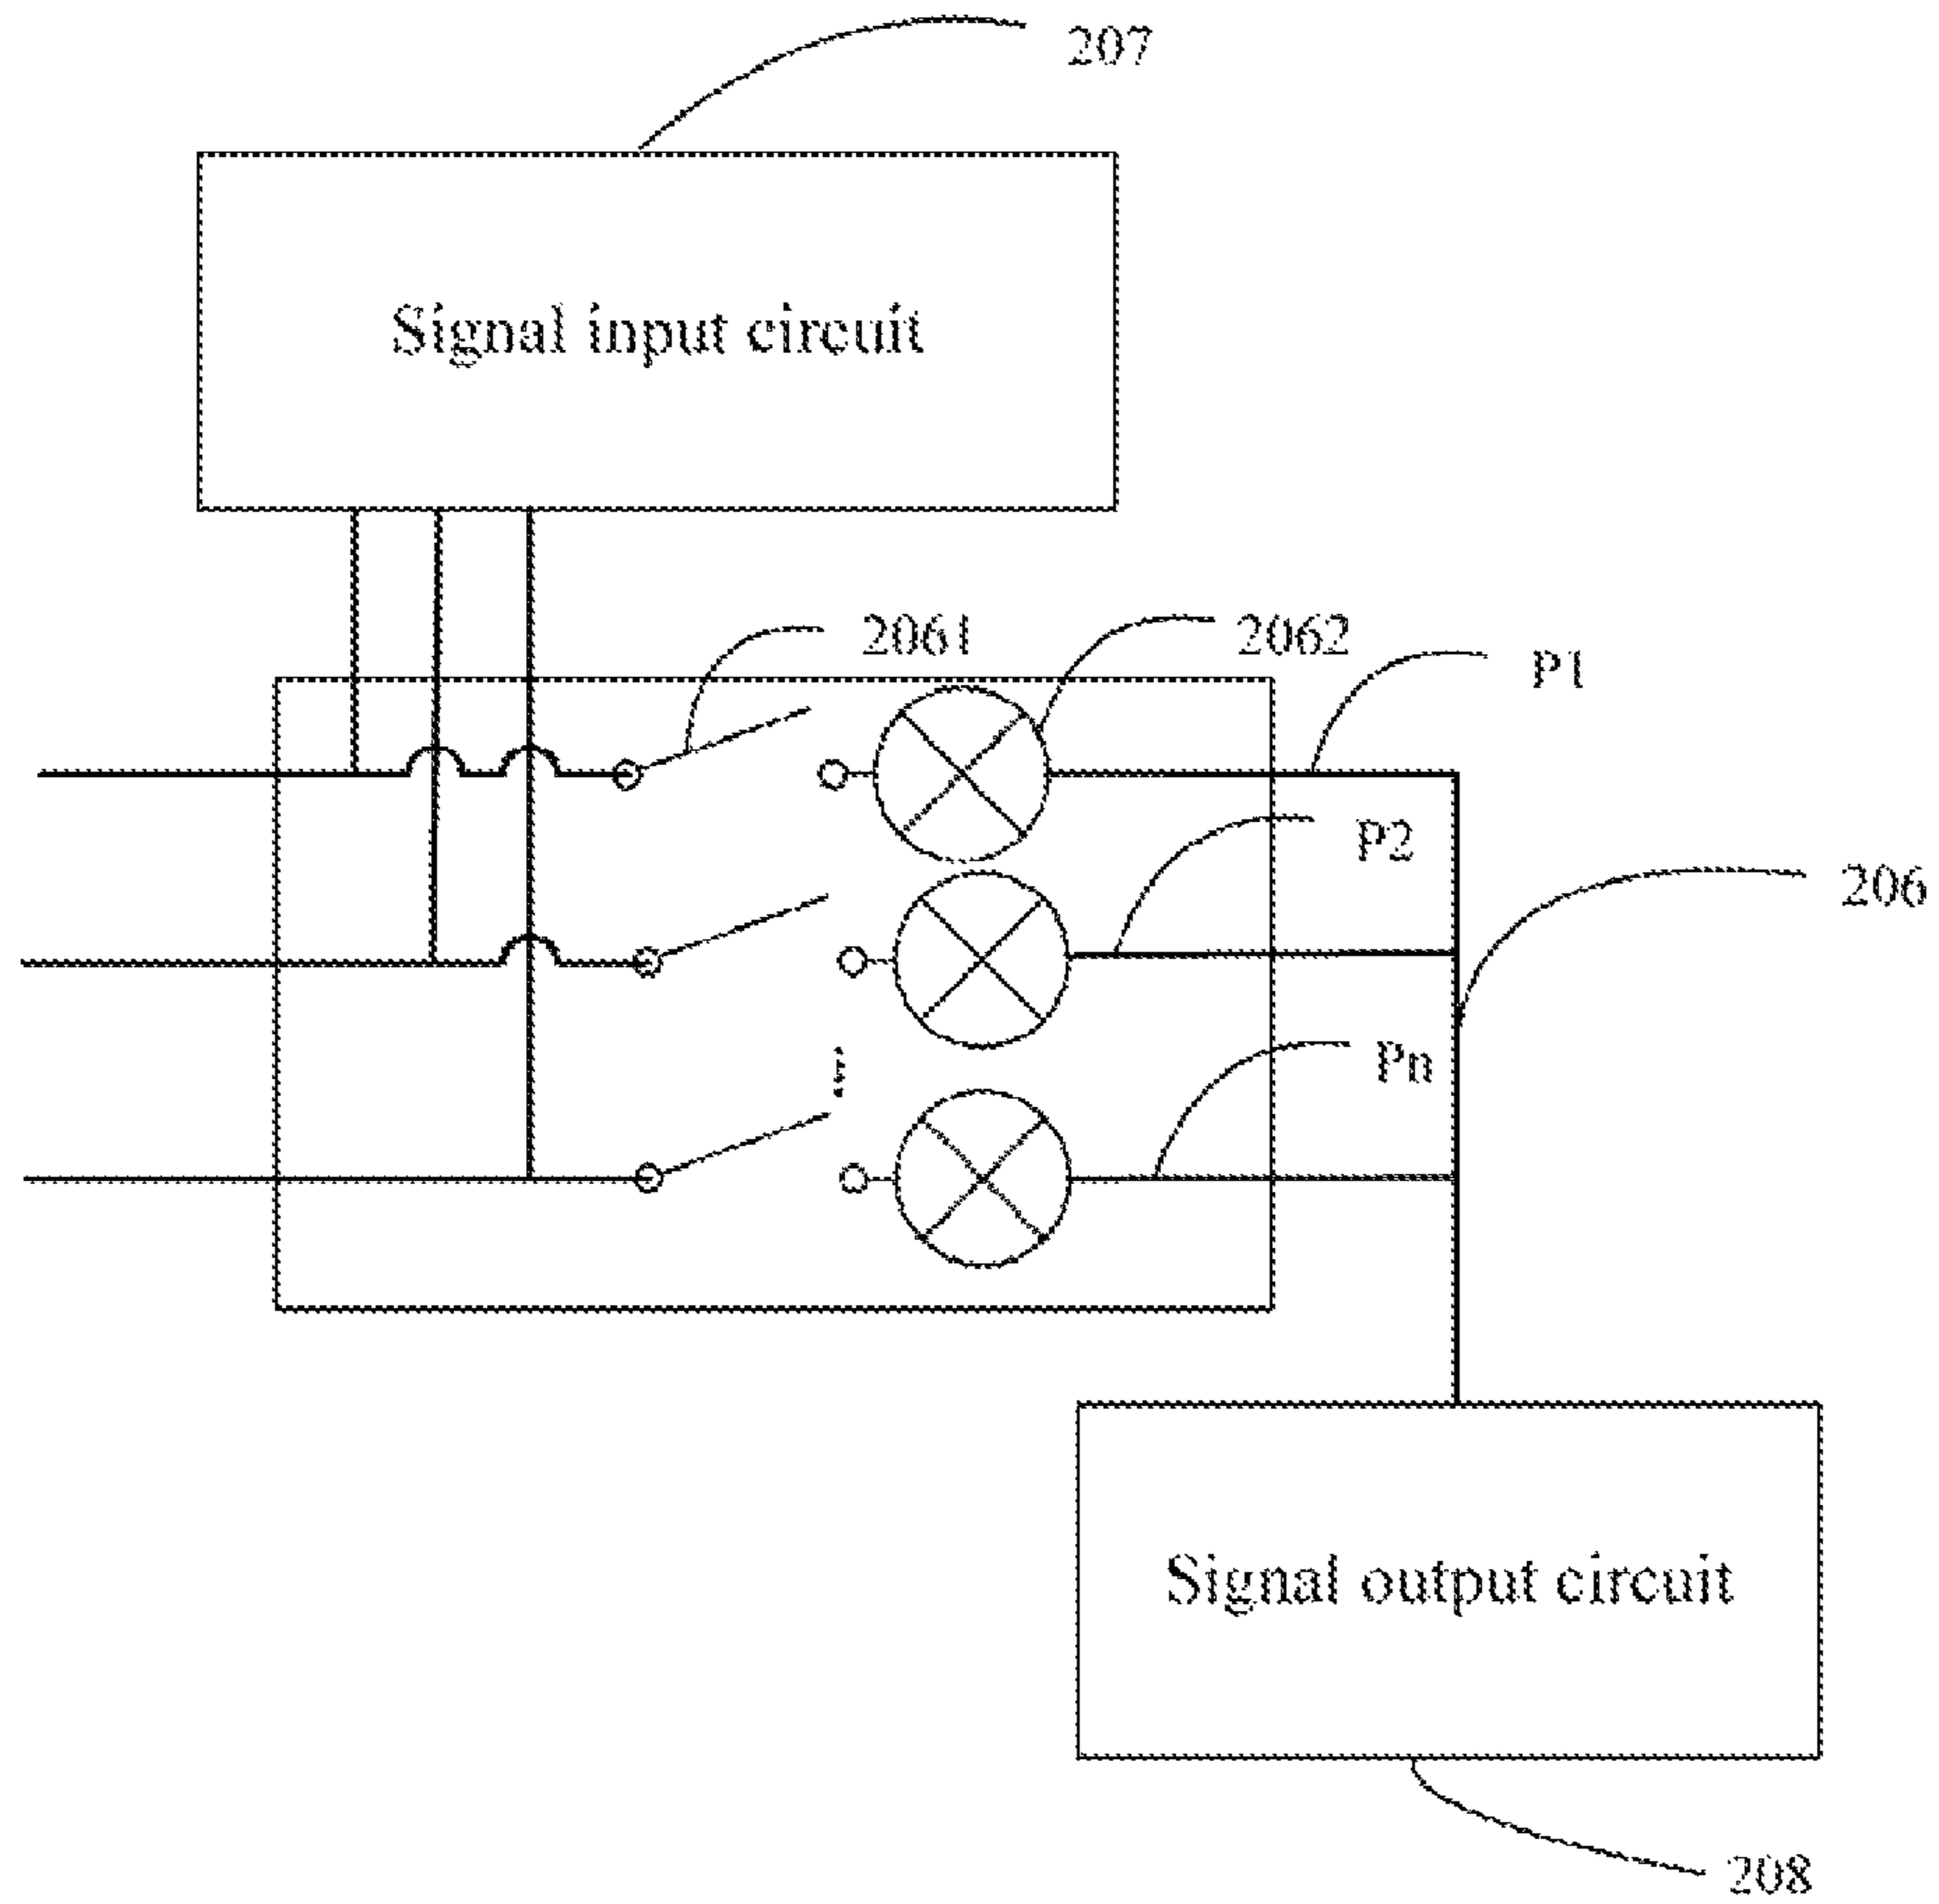 207
Signal input circuit
2061
2062
P1
P2
206
Pn
Signal output circuit
208